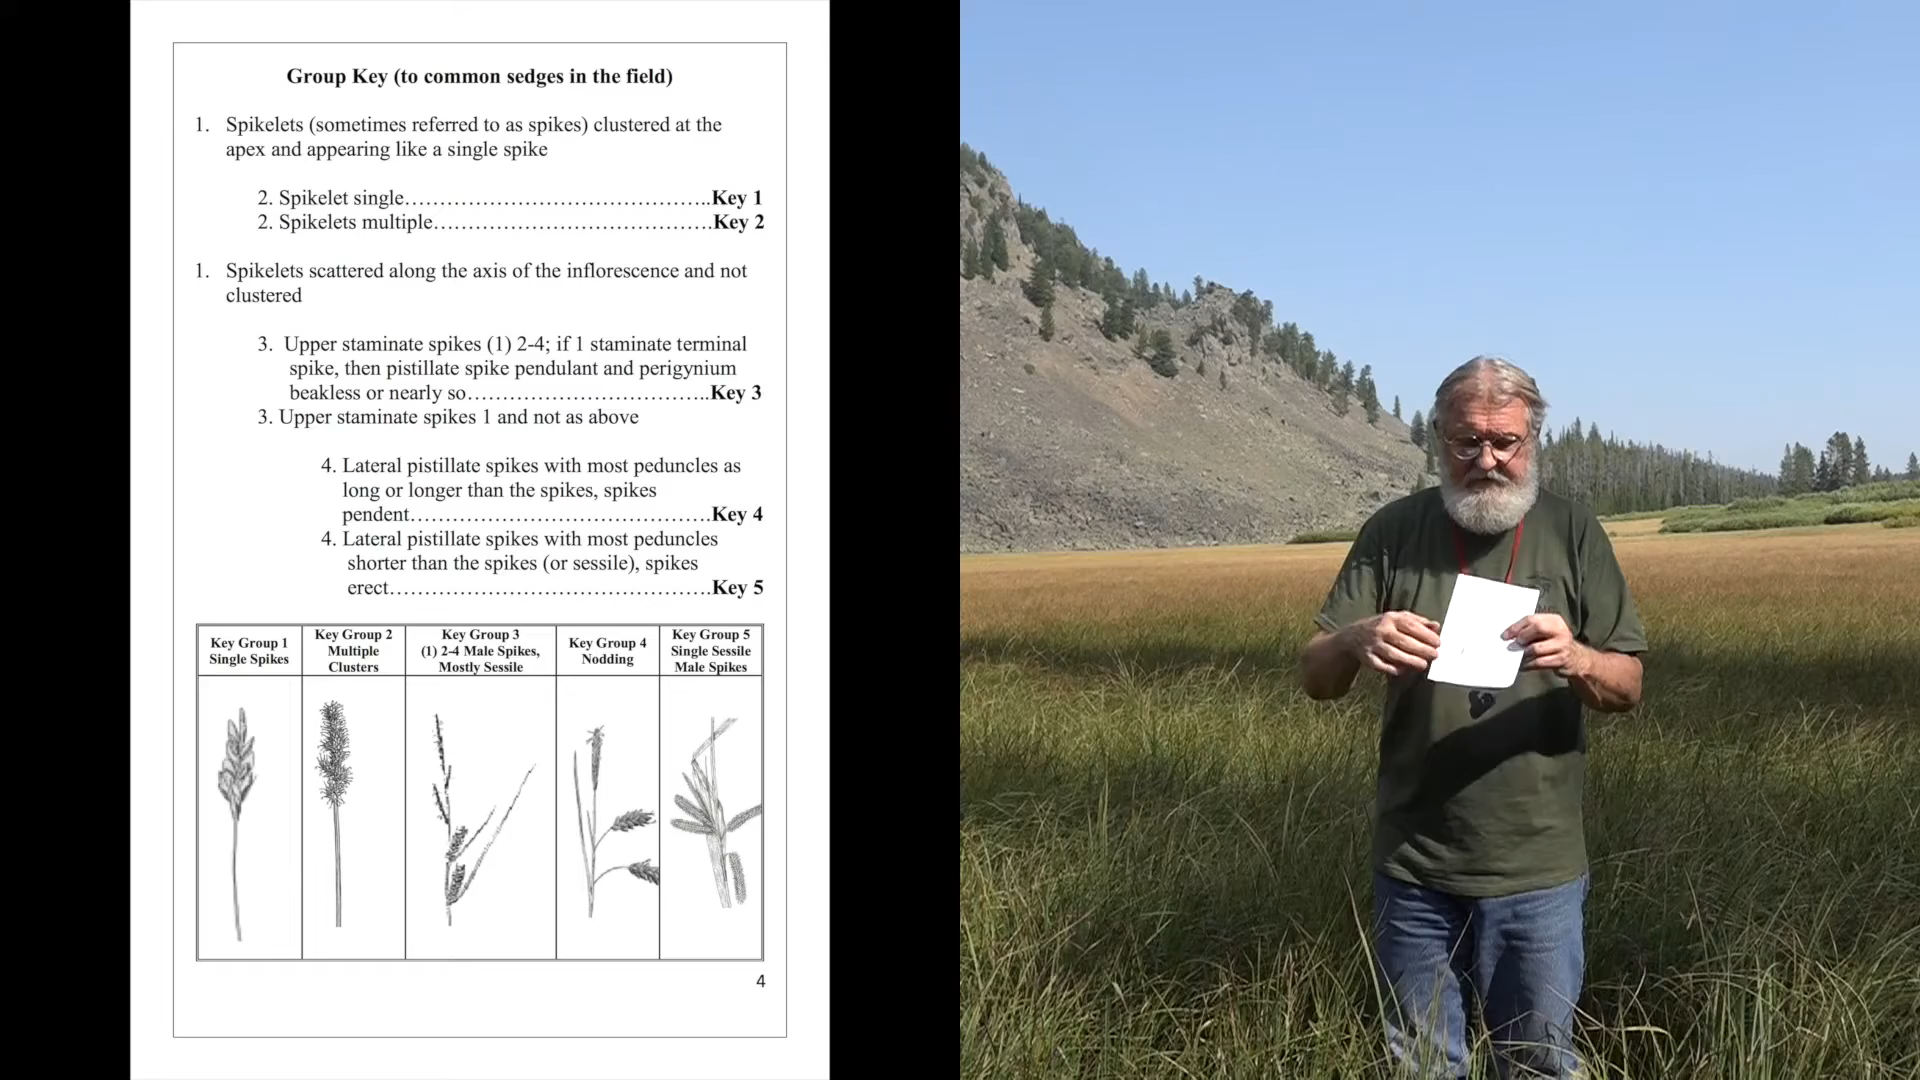 Group Key (to common sedges in the field)
1. Spikelets (sometimes referred to as spikes) clustered at the
apex and appearing like a single spike
2. Spikelet single……………………………………..Key 1
2. Spikelets multiple………………………………….Key 2
1. Spikelets scattered along the axis of the inflorescence and not
clustered
3. Upper staminate spikes (1) 2-4; if 1 staminate terminal
spike, then pistillate spike pendulant and perigynium
beakless or nearly so……………………………..Key 3
3. Upper staminate spikes 1 and not as above
4. Lateral pistillate spikes with most peduncles as
long or longer than the spikes, spikes
pendent…………………………………….Key 4
4. Lateral pistillate spikes with most peduncles
shorter than the spikes (or sessile), spikes
erect……………………………………….Key 5
Key Group 1
Single Spikes
Key Group 2
Multiple
Clusters
Key Group 3
(1) 2-4 Male Spikes,
Mostly Sessile
Key Group 4
Nodding
Key Group 5
Single Sessile
Male Spikes
4